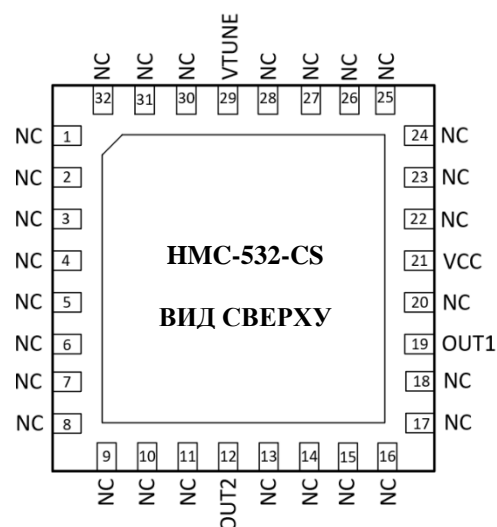 NC NC NC VTUNE NC NC NC NC
32 31 30 29 28 27 26 25
NC 1 24 NC
NC 2 23 NC
NC 3 22 NC
NC 4 21 VCC
NC 5 20 NC
NC 6 19 OUT1
NC 7 18 NC
NC 8 17 NC
HMC-532-CS
ВИД СВЕРХУ
9 10 11 12 13 14 15 16
NC NC NC OUT2 NC NC NC NC